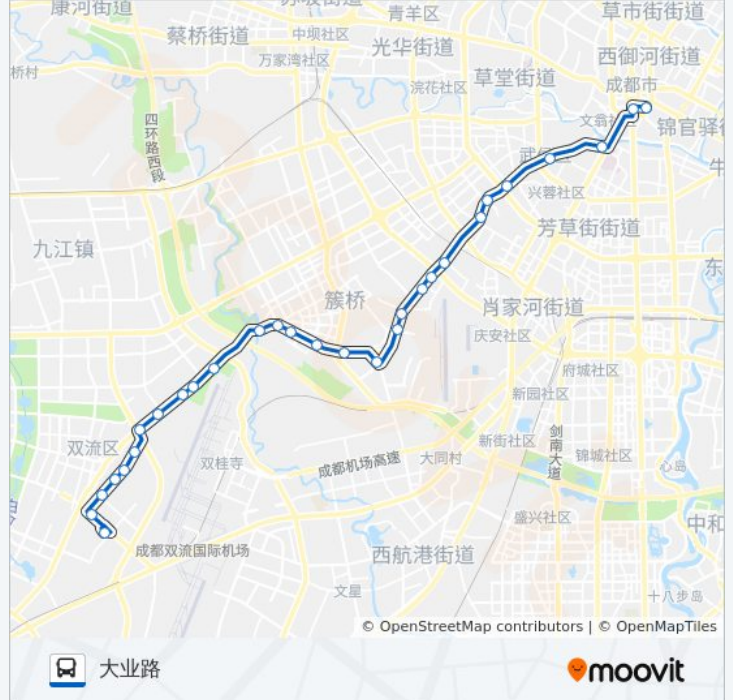 康河街道
青羊区
草市街街道
蔡桥街道
中坝社区
光华街道
西御河街道
万家湾社区
桥村
草堂街道
成都市
浣花社区
四环路西段
锦官驿
兴蓉社区
芳草街街道
九江镇
东
簇桥
肖家河街道
庆安社区
府城社区
新园社区
剑南大道
新街社区
双流区
双桂寺
成都机场高速
大同村
锦城社区
心岛
盛兴社区
中和
成都双流国际机场
西航港街道
文星
十八步岛
© OpenStreetMap contributors | © OpenMapTiles
大业路
moovit